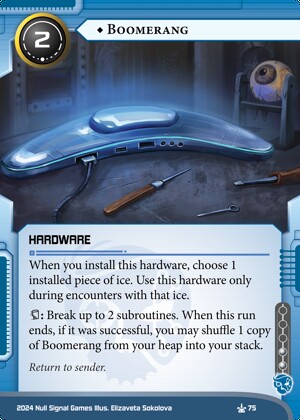 2
◆ Boomerang
HARDWARE
When you install this hardware, choose 1
installed piece of ice. Use this hardware only
during encounters with that ice.
: Break up to 2 subroutines. When this run
ends, if it was successful, you may shuffle 1 copy
of Boomerang from your heap into your stack.
Return to sender.
2024 Null Signal Games Illus. Elizaveta Sokolova
75